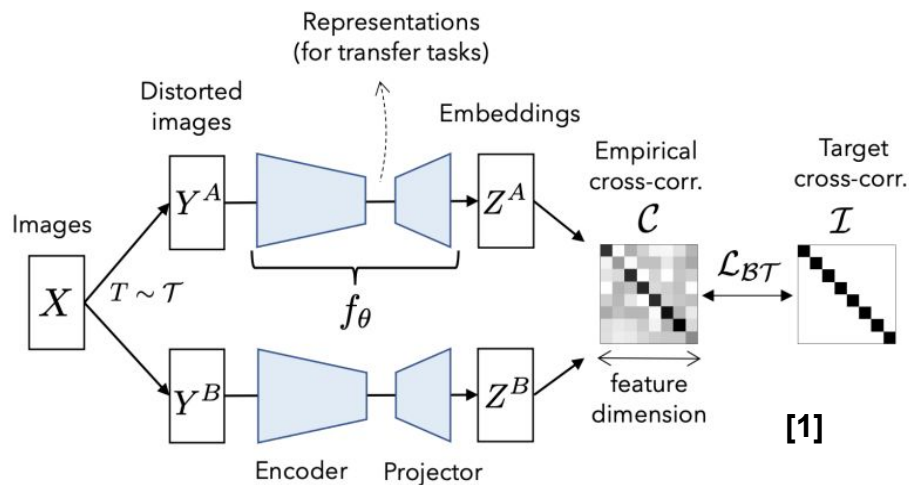 Representations
(for transfer tasks)
Distorted
images
Embeddings
Empirical
cross-corr.
Target
cross-corr.
Images
Y^A
Z^A
C
I
X
T ~ T
f_θ
L_BT
Y^B
Z^B
feature
dimension
Encoder
Projector
[1]